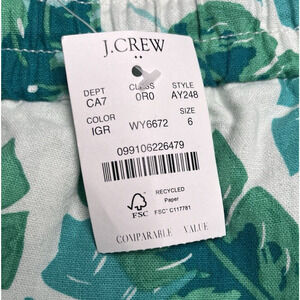 J.CREW
DEPT CLASS STYLE
CA7 0R0 AY248
COLOR SIZE
IGR WY6672 6
099106226479
RECYCLED
Paper
FSC FSC® C117781
COMPARABLE VALUE